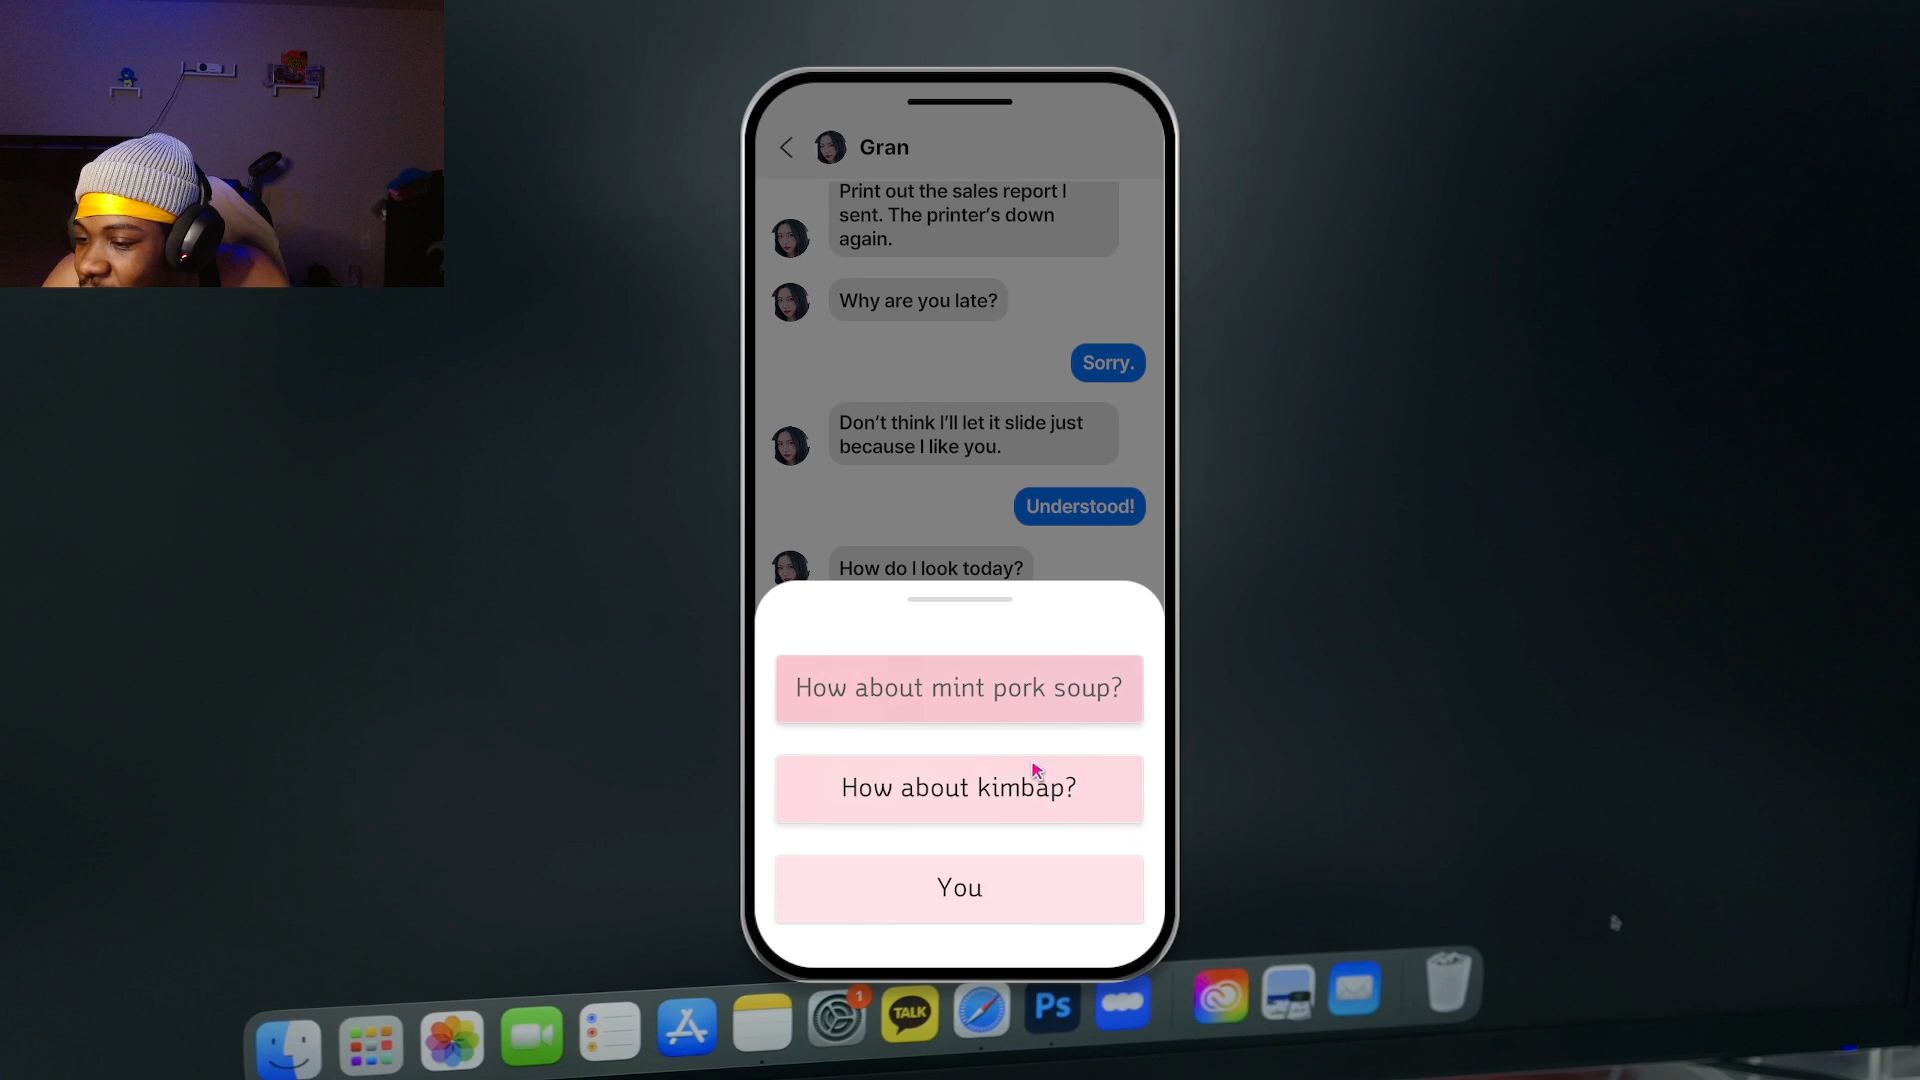 Gran
Print out the sales report I
sent. The printer’s down
again.
Why are you late?
Sorry.
Don’t think I’ll let it slide just
because I like you.
Understood!
How do I look today?
How about mint pork soup?
How about kimbap?
You
1
TALK
Ps